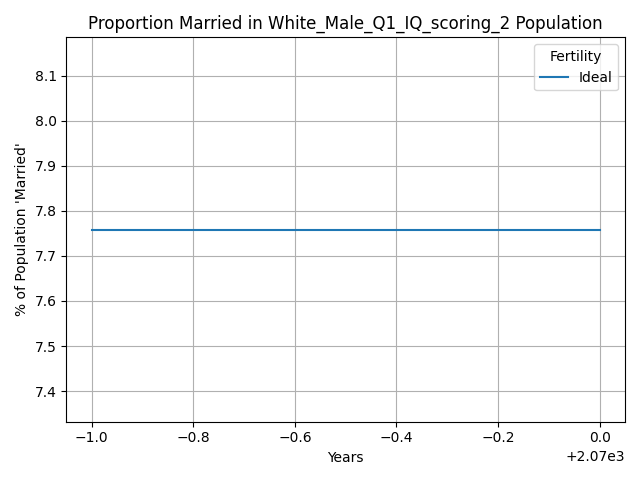 Proportion Married in White_Male_Q1_IQ_scoring_2 Population
Fertility
Ideal
% of Population 'Married'
8.1
8.0
7.9
7.8
7.7
7.6
7.5
7.4
−1.0
−0.8
−0.6
−0.4
−0.2
0.0
Years
+2.07e3